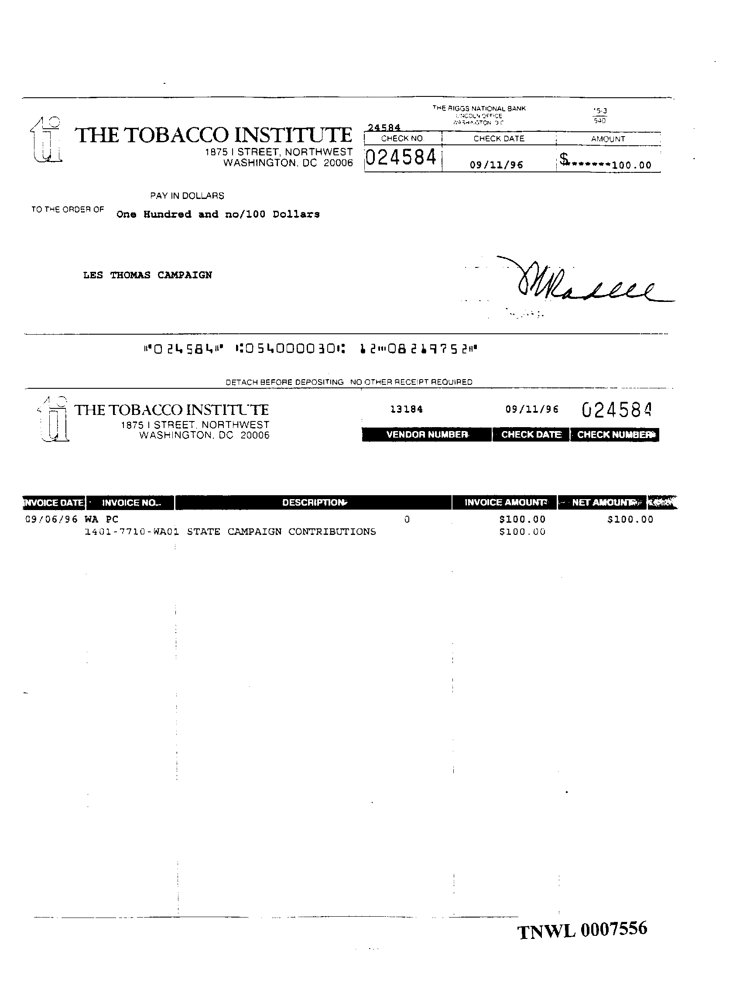 THE RIGGS NATIONAL BANK
LINCOLN OFFICE
WASHINGTON, D.C.
15-3
540
THE TOBACCO INSTITUTE
1875 I STREET, NORTHWEST
WASHINGTON, DC 20006
24584
CHECK NO. CHECK DATE AMOUNT
024584 09/11/96 $*******100.00
PAY IN DOLLARS
TO THE ORDER OF One Hundred and no/100 Dollars
LES THOMAS CAMPAIGN
⑈024584⑈ ⑆054000030⑆ 12⑉08219752⑈
DETACH BEFORE DEPOSITING NO OTHER RECEIPT REQUIRED
THE TOBACCO INSTITUTE
1875 I STREET, NORTHWEST
WASHINGTON, DC 20006
13184 09/11/96 024584
VENDOR NUMBER CHECK DATE CHECK NUMBER
INVOICE DATE INVOICE NO. DESCRIPTION INVOICE AMOUNT NET AMOUNT
09/06/96 WA PC 0 $100.00 $100.00
1401-7710-WA01 STATE CAMPAIGN CONTRIBUTIONS $100.00
TNWL 0007556